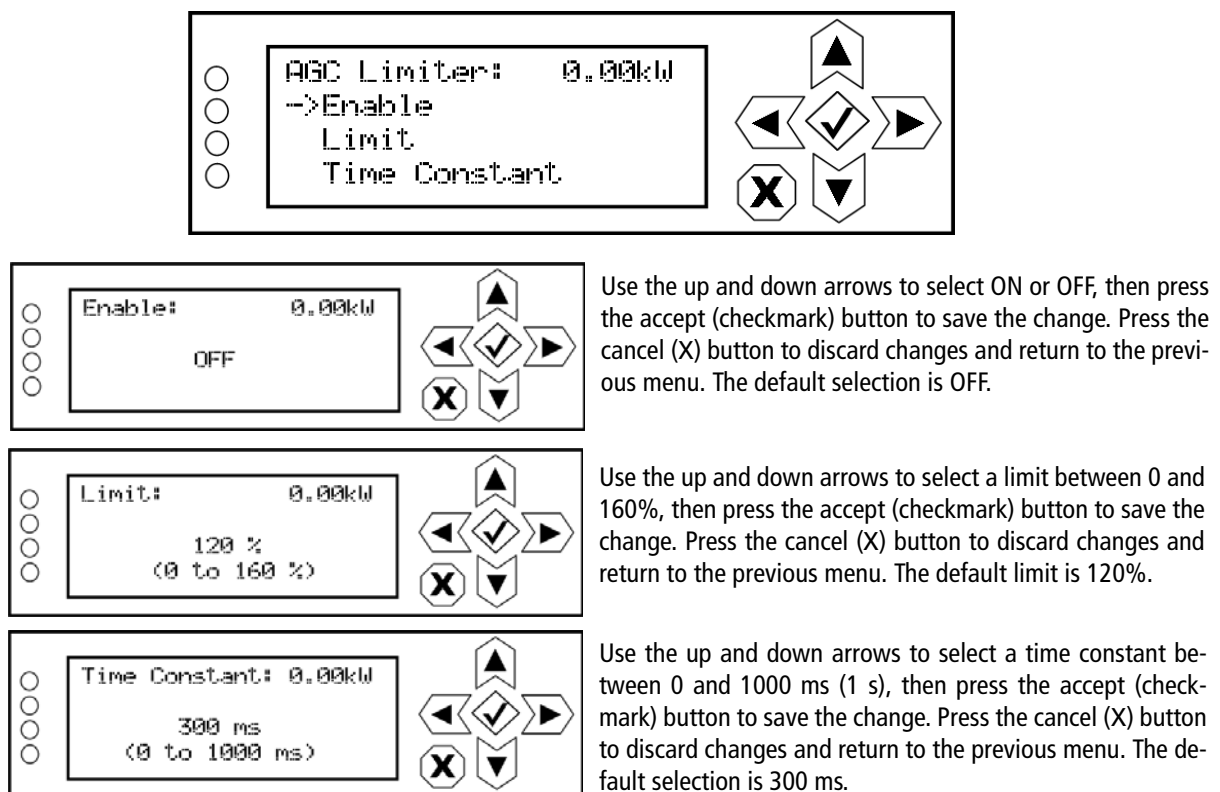 AGC Limiter: 0.00kW
->Enable
Limit
Time Constant
Enable: 0.00kW
OFF
Use the up and down arrows to select ON or OFF, then press
the accept (checkmark) button to save the change. Press the
cancel (X) button to discard changes and return to the previ-
ous menu. The default selection is OFF.
Limit: 0.00kW
120 %
(0 to 160 %)
Use the up and down arrows to select a limit between 0 and
160%, then press the accept (checkmark) button to save the
change. Press the cancel (X) button to discard changes and
return to the previous menu. The default limit is 120%.
Time Constant: 0.00kW
300 ms
(0 to 1000 ms)
Use the up and down arrows to select a time constant be-
tween 0 and 1000 ms (1 s), then press the accept (check-
mark) button to save the change. Press the cancel (X) button
to discard changes and return to the previous menu. The de-
fault selection is 300 ms.